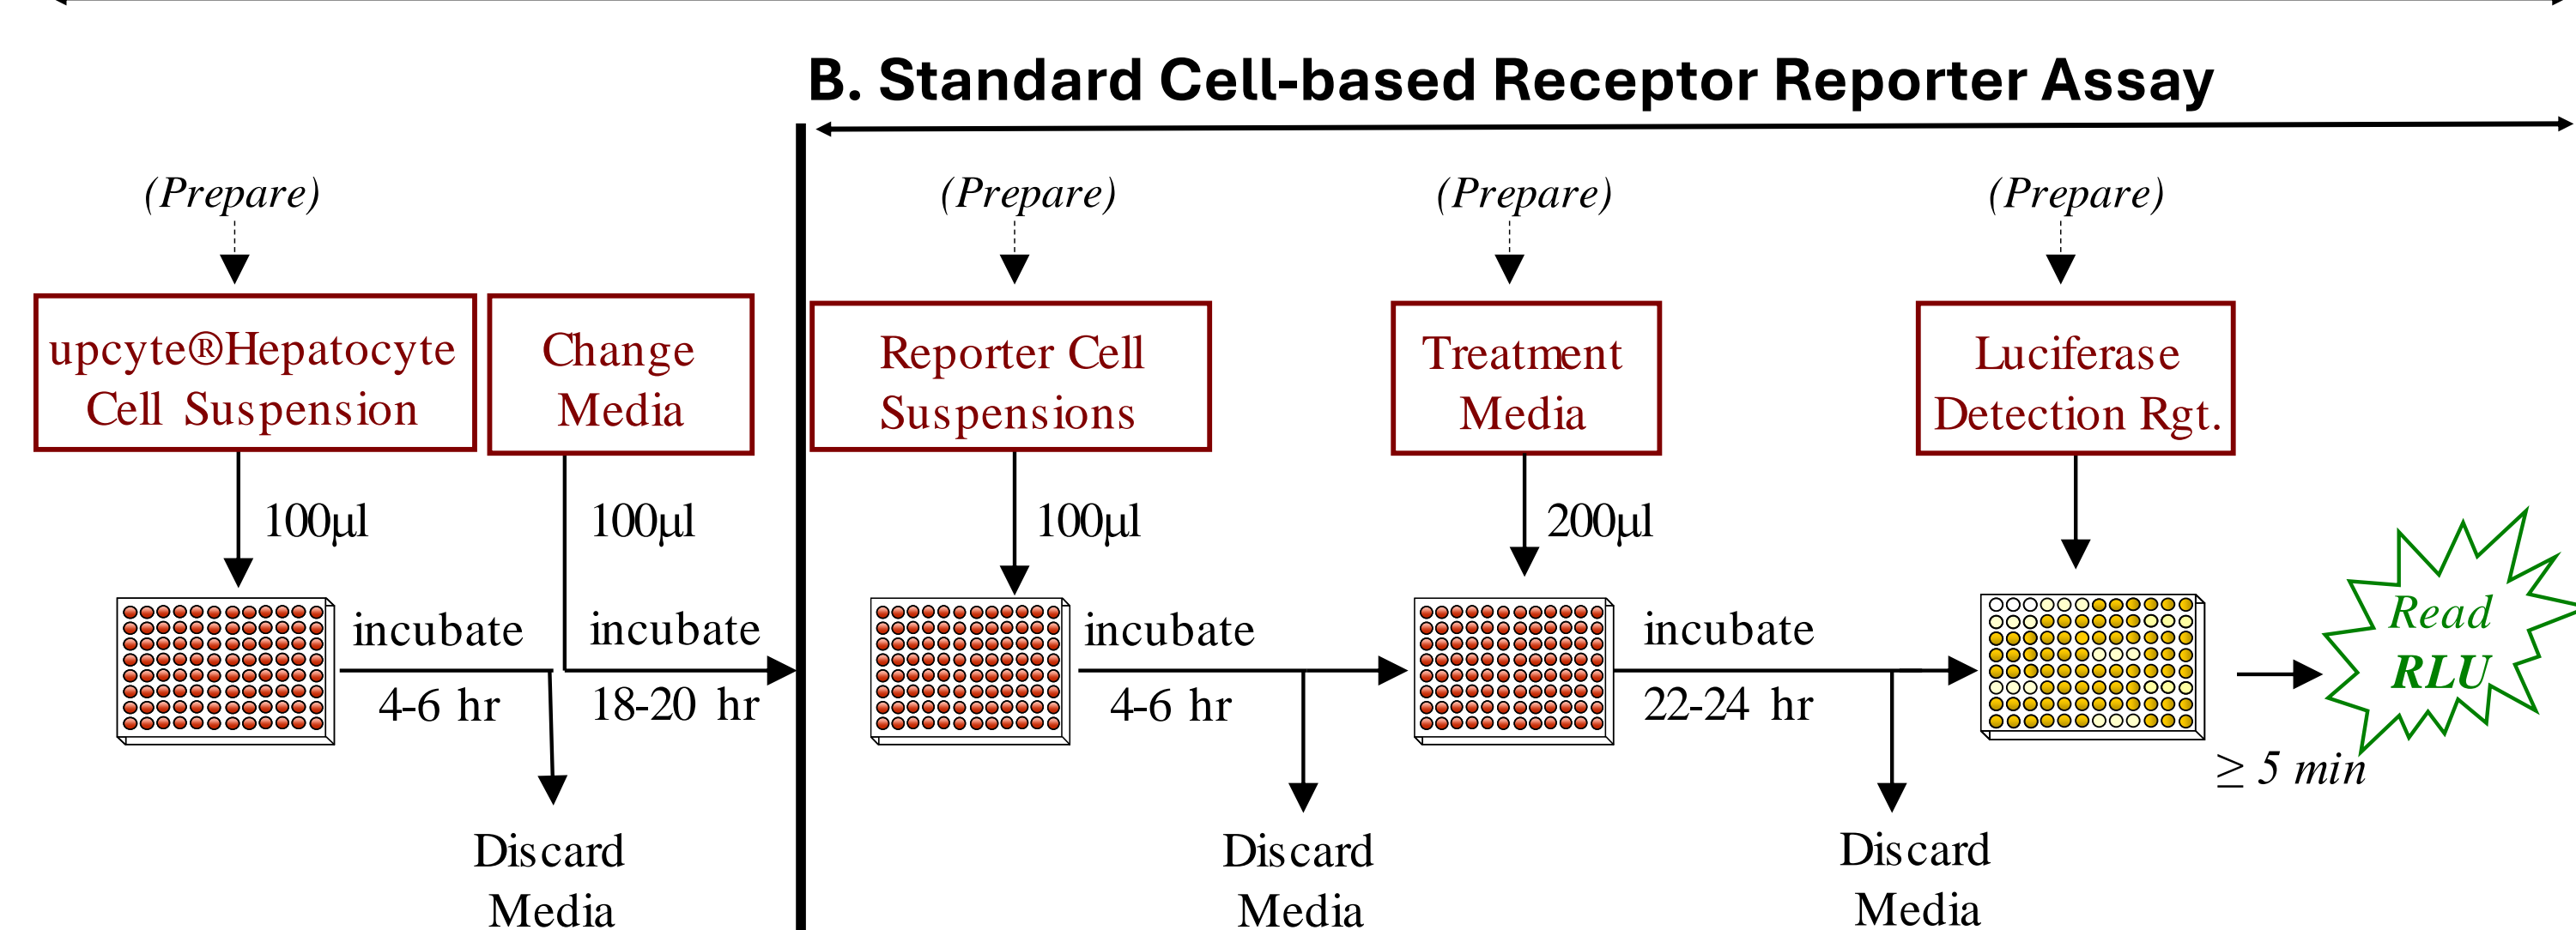 B. Standard Cell-based Receptor Reporter Assay
(Prepare)
(Prepare)
(Prepare)
(Prepare)
upcyte®Hepatocyte
Cell Suspension
Change
Media
Reporter Cell
Suspensions
Treatment
Media
Luciferase
Detection Rgt.
100µl
100µl
100µl
200µl
incubate
4-6 hr
incubate
18-20 hr
incubate
4-6 hr
incubate
22-24 hr
Read
RLU
≥ 5 min
Discard
Media
Discard
Media
Discard
Media